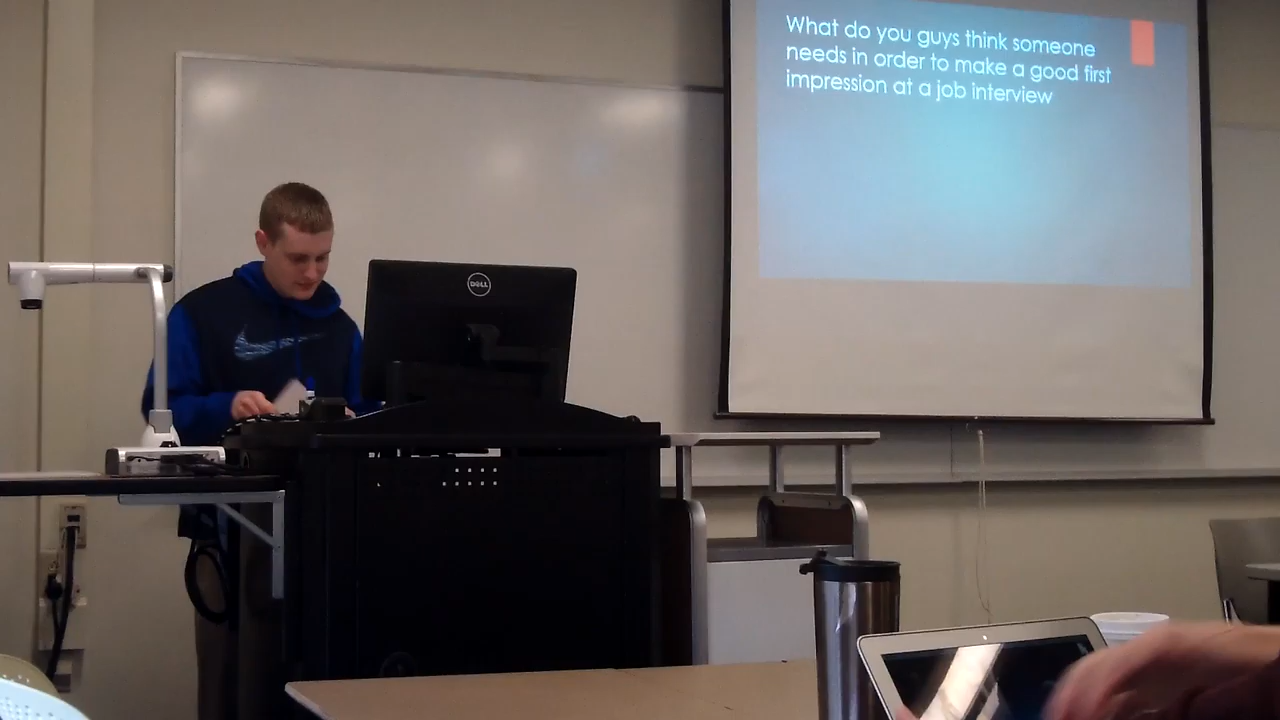 What do you guys think someone
needs in order to make a good first
impression at a job interview
DELL